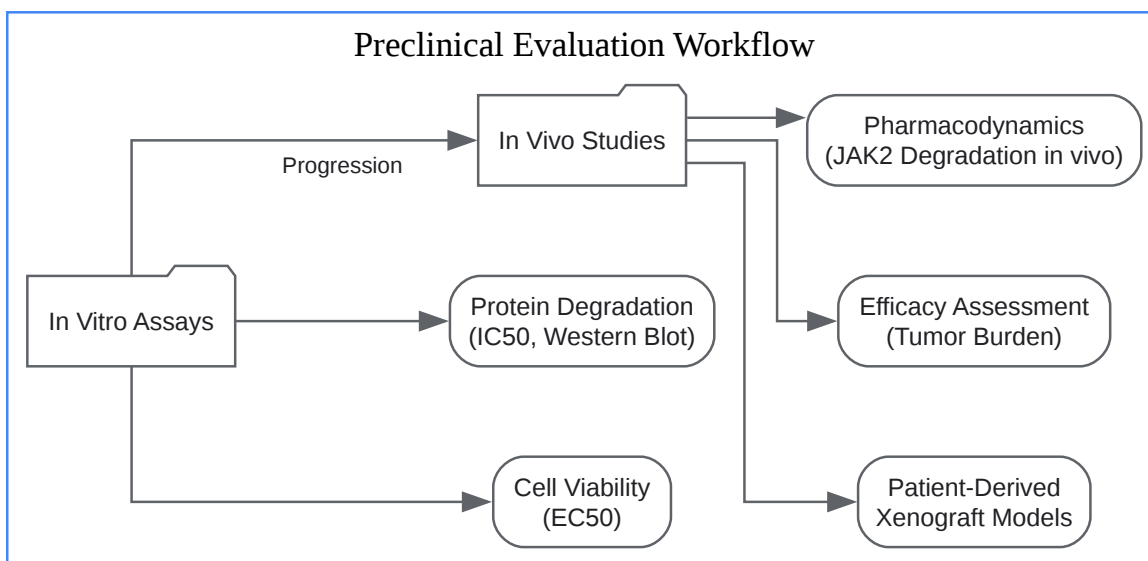 Preclinical Evaluation Workflow
In Vivo Studies
Pharmacodynamics
(JAK2 Degradation in vivo)
Progression
In Vitro Assays
Protein Degradation
(IC50, Western Blot)
Efficacy Assessment
(Tumor Burden)
Cell Viability
(EC50)
Patient-Derived
Xenograft Models